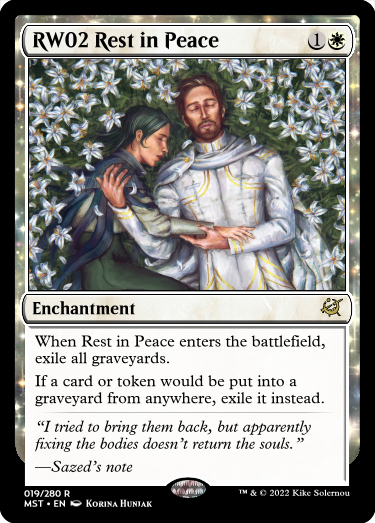 RW02 Rest in Peace 1
Enchantment
When Rest in Peace enters the battlefield,
exile all graveyards.
If a card or token would be put into a
graveyard from anywhere, exile it instead.
“I tried to bring them back, but apparently
fixing the bodies doesn’t return the souls.”
—Sazed’s note
019/280 R
MST • EN Korina Huniak ™ & © 2022 Kike Solernou